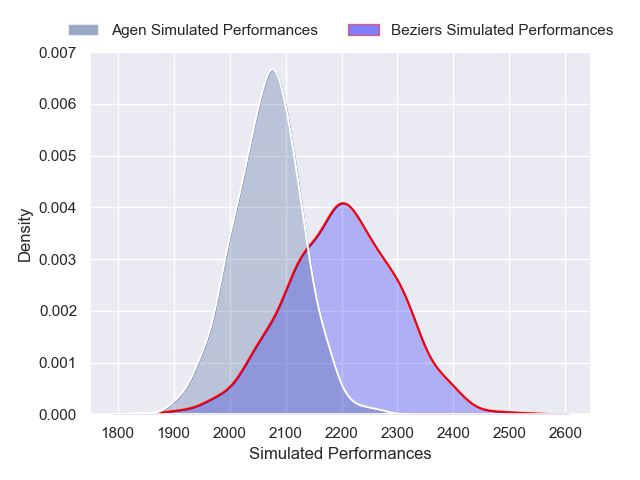 Agen Simulated Performances Beziers Simulated Performances
0.007
0.006
0.005
0.004
0.003
0.002
0.001
0.000
Density
1800 1900 2000 2100 2200 2300 2400 2500 2600
Simulated Performances